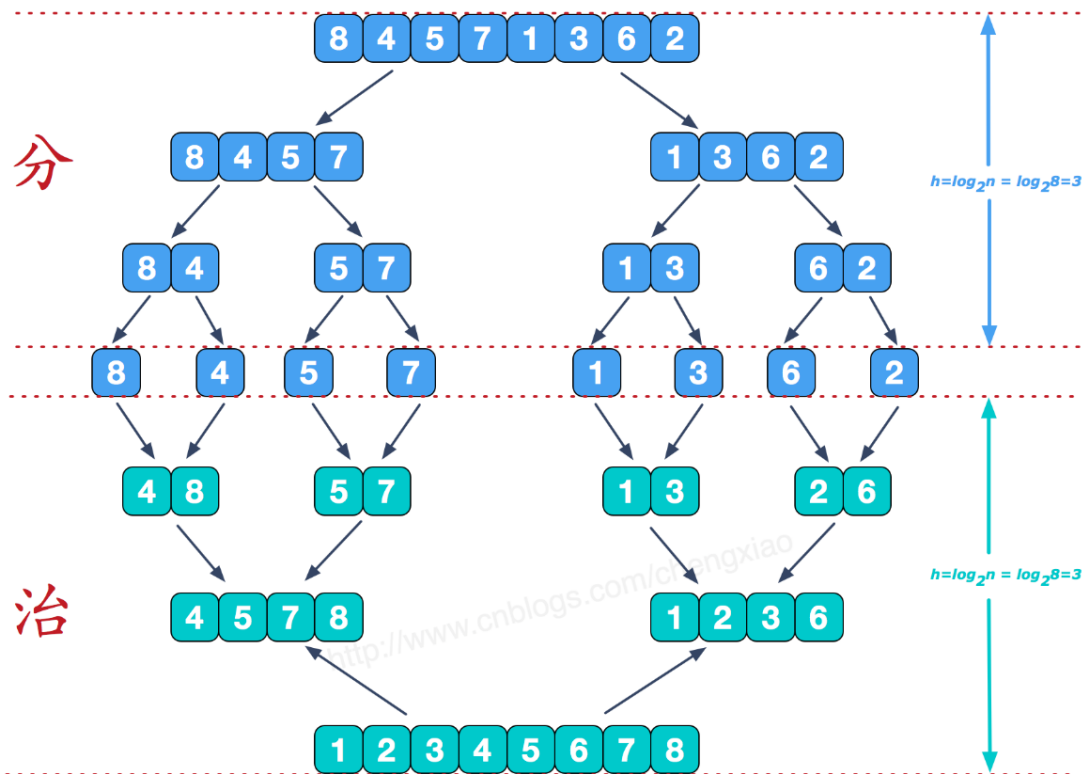 8 4 5 7 1 3 6 2
分
8 4 5 7
1 3 6 2
h=log2n = log28=3
8 4
5 7
1 3
6 2
8
4
5
7
1
3
6
2
4 8
5 7
1 3
2 6
http://www.cnblogs.com/chengxiao
h=log2n = log28=3
治
4 5 7 8
1 2 3 6
1 2 3 4 5 6 7 8